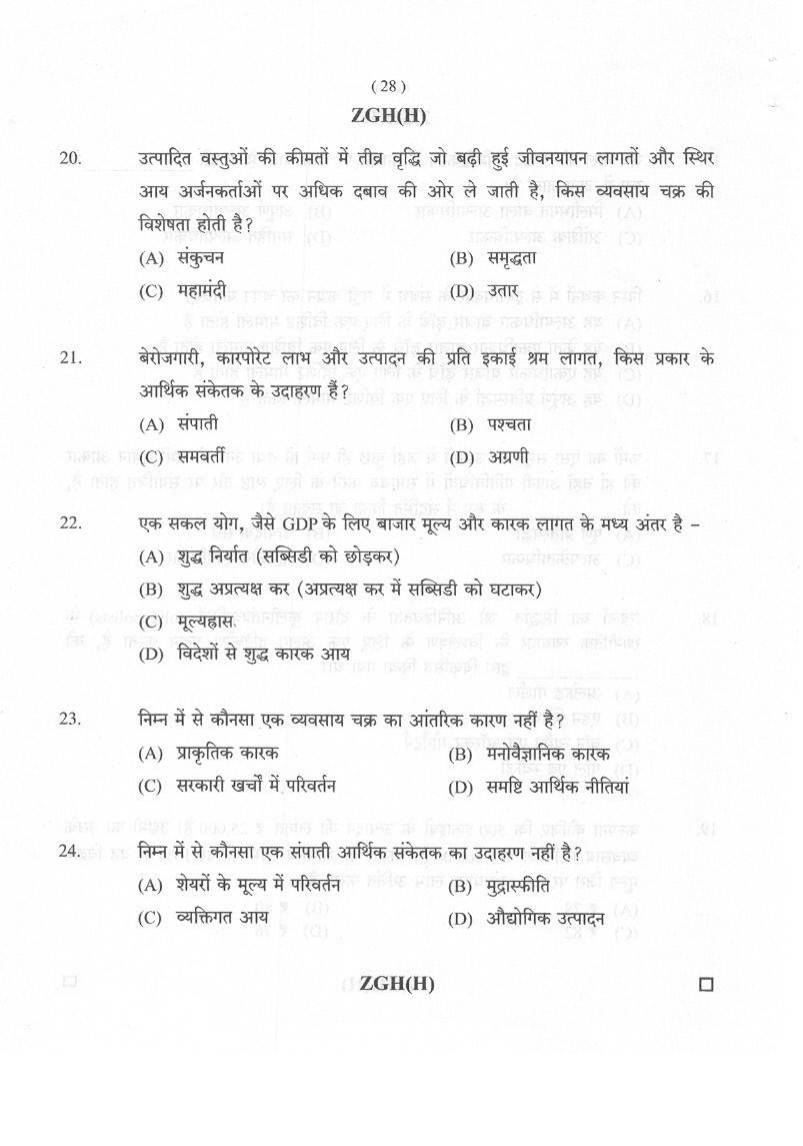 ( 28 )
ZGH(H)
20. उत्पादित वस्तुओं की कीमतों में तीव्र वृद्धि जो बढ़ी हुई जीवनयापन लागतों और स्थिर
आय अर्जनकर्ताओं पर अधिक दबाव की ओर ले जाती है, किस व्यवसाय चक्र की
विशेषता होती है?
(A) संकुचन (B) समृद्धता
(C) महामंदी (D) उतार
21. बेरोजगारी, कारपोरेट लाभ और उत्पादन की प्रति इकाई श्रम लागत, किस प्रकार के
आर्थिक संकेतक के उदाहरण हैं?
(A) संपाती (B) पश्चता
(C) समवर्ती (D) अग्रणी
22. एक सकल योग, जैसे GDP के लिए बाजार मूल्य और कारक लागत के मध्य अंतर है –
(A) शुद्ध निर्यात (सब्सिडी को छोड़कर)
(B) शुद्ध अप्रत्यक्ष कर (अप्रत्यक्ष कर में सब्सिडी को घटाकर)
(C) मूल्यह्रास
(D) विदेशों से शुद्ध कारक आय
23. निम्न में से कौनसा एक व्यवसाय चक्र का आंतरिक कारण नहीं है?
(A) प्राकृतिक कारक (B) मनोवैज्ञानिक कारक
(C) सरकारी खर्चों में परिवर्तन (D) समष्टि आर्थिक नीतियां
24. निम्न में से कौनसा एक संपाती आर्थिक संकेतक का उदाहरण नहीं है?
(A) शेयरों के मूल्य में परिवर्तन (B) मुद्रास्फीति
(C) व्यक्तिगत आय (D) औद्योगिक उत्पादन
ZGH(H)